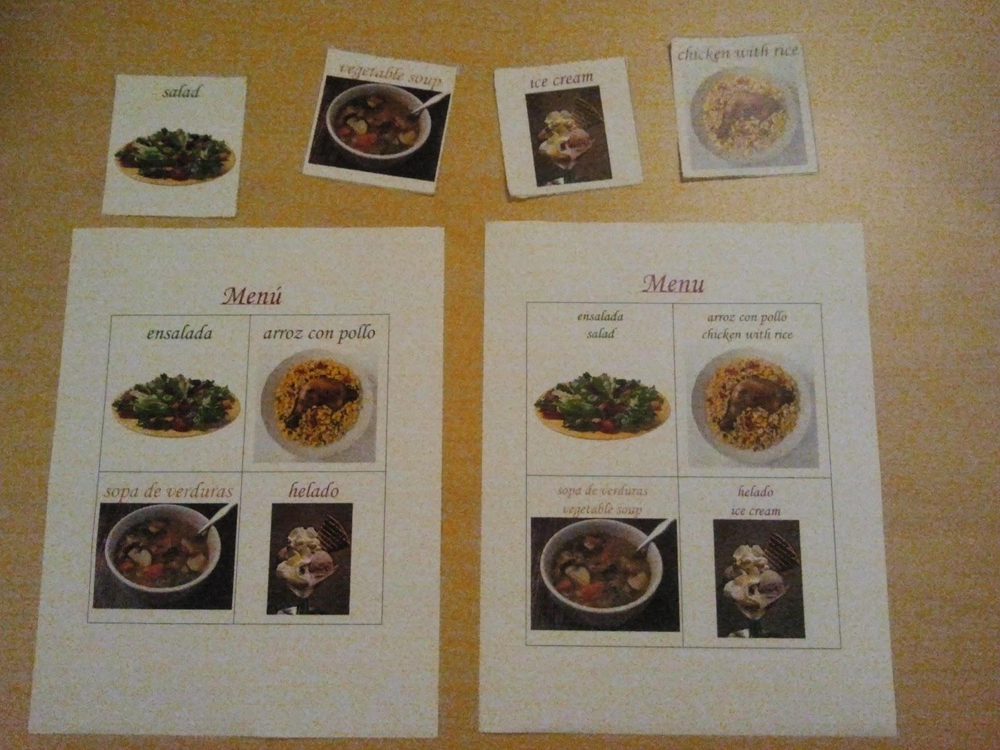 salad
vegetable soup
ice cream
chicken with rice
Menú
ensalada
arroz con pollo
sopa de verduras
helado
Menu
ensalada
salad
arroz con pollo
chicken with rice
sopa de verduras
vegetable soup
helado
ice cream